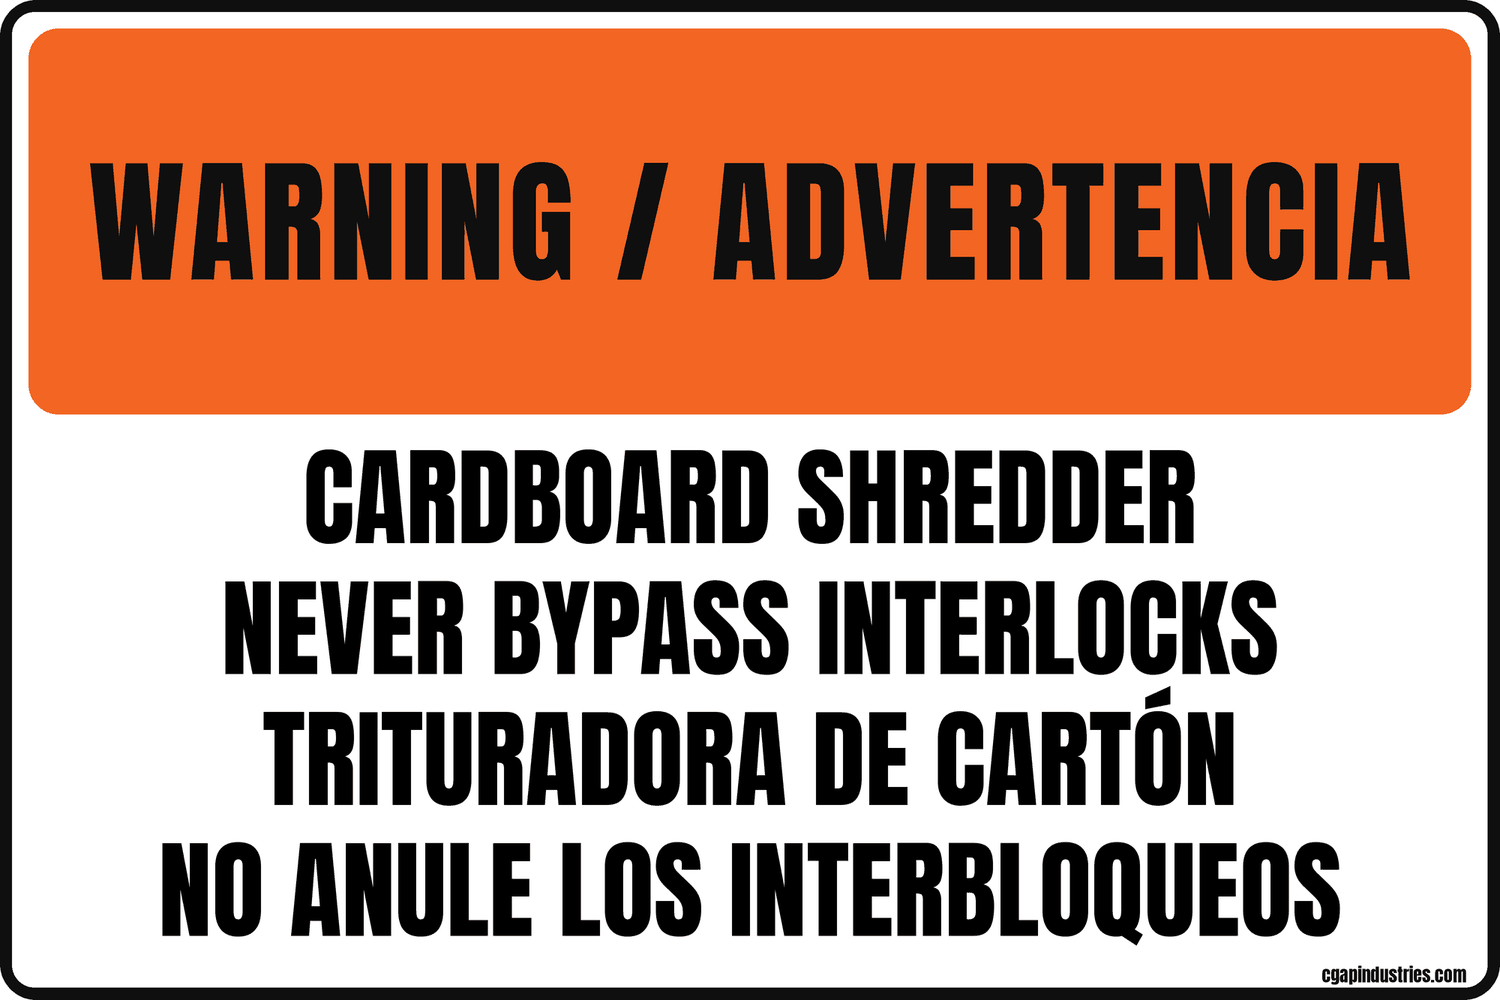 WARNING / ADVERTENCIA
CARDBOARD SHREDDER
NEVER BYPASS INTERLOCKS
TRITURADORA DE CARTÓN
NO ANULE LOS INTERBLOQUEOS
cgapindustries.com